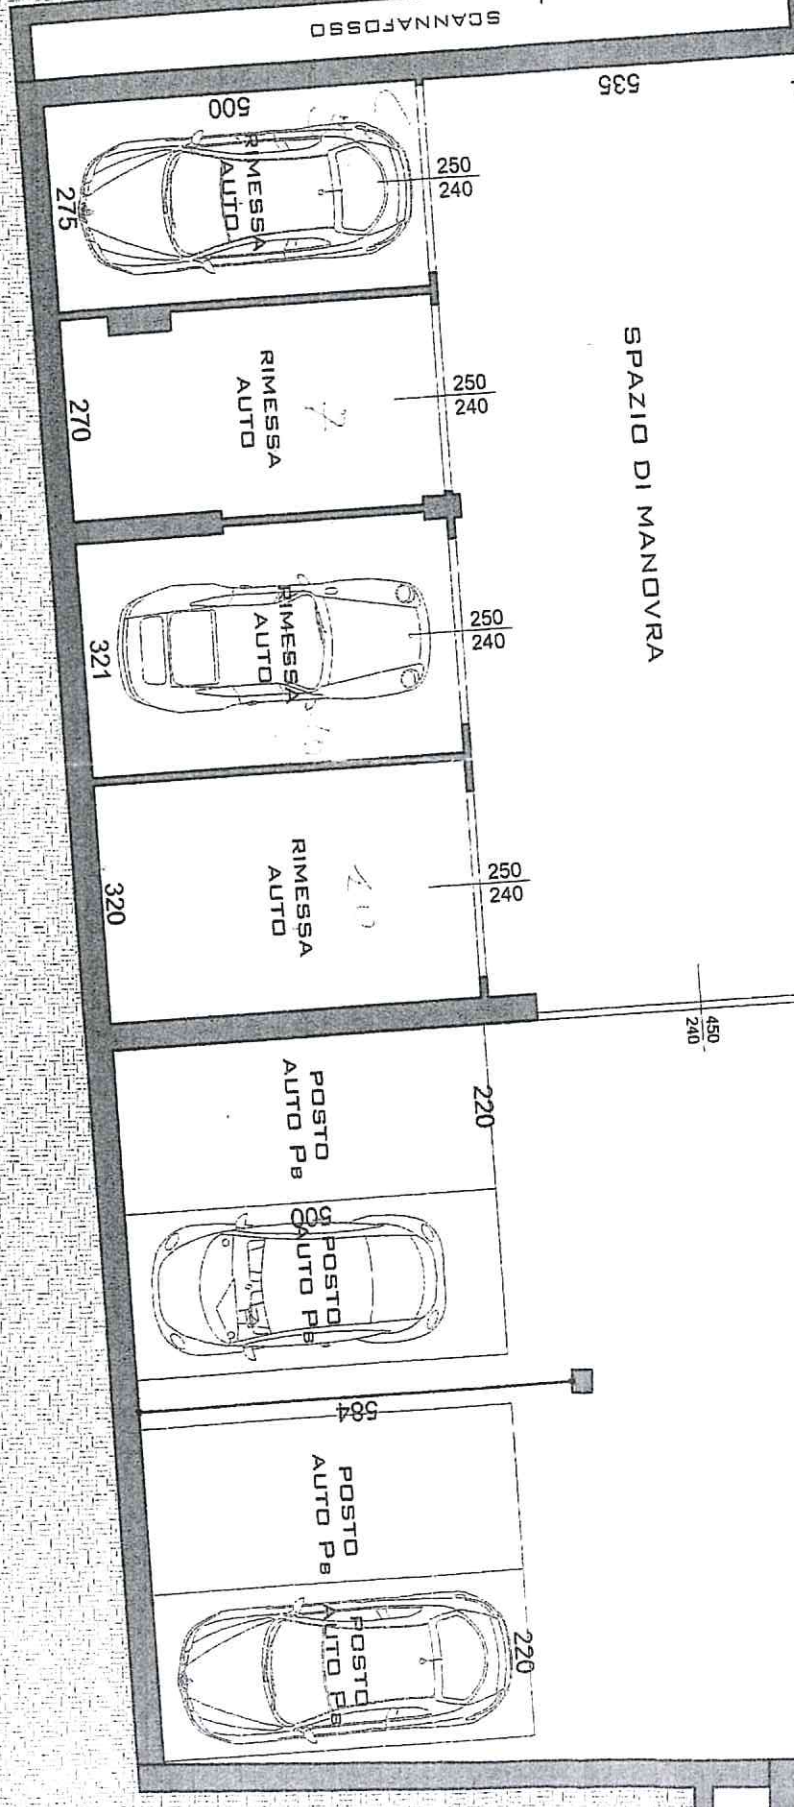 SCANNAFOSSO
500
535
RIMESSA
AUTO
275
250
240
SPAZIO DI MANOVRA
RIMESSA
AUTO
7
270
250
240
RIMESSA
AUTO
321
250
240
RIMESSA
AUTO
320
250
240
450
240
POSTO
AUTO PB
220
500
POSTO
AUTO PB
584
POSTO
AUTO PB
POSTO
AUTO PB
220